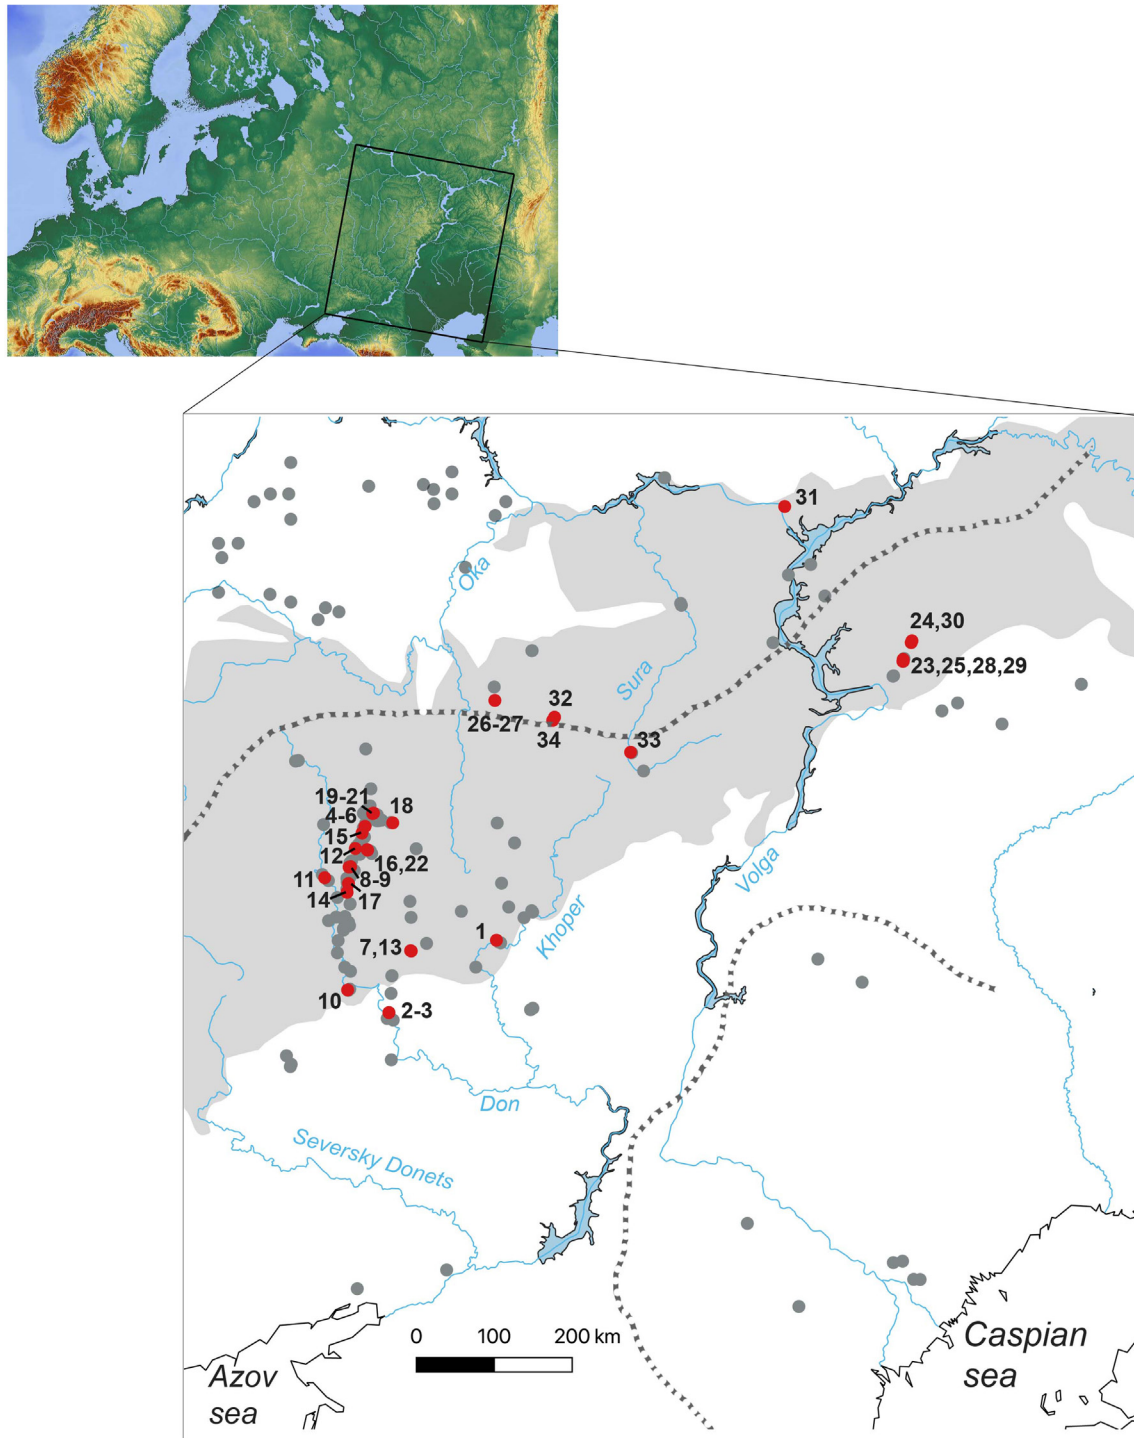 31
Oka
24,30
23,25,28,29
Sura
32
26-27
34
33
19-21
18
4-6
15
12
16,22
11
8-9
14
17
Volga
Khoper
1
7,13
10
2-3
Don
Seversky Donets
0 100 200 km
Caspian
sea
Azov
sea